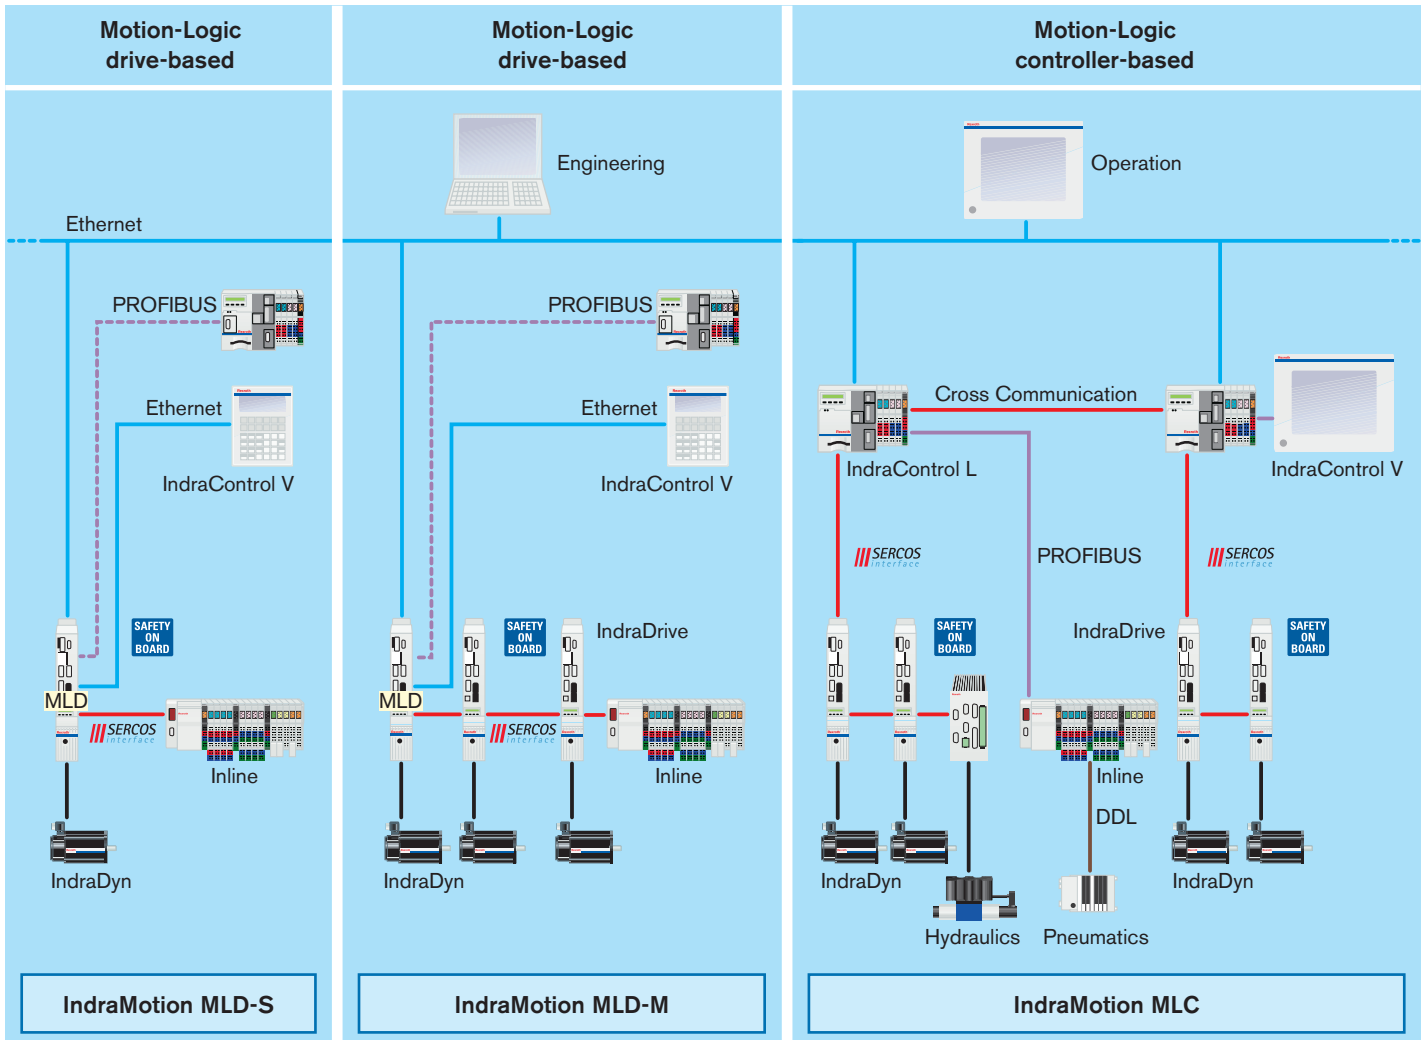 Motion-Logic
drive-based
Motion-Logic
drive-based
Motion-Logic
controller-based
Engineering
Operation
Ethernet
PROFIBUS
PROFIBUS
Ethernet
Ethernet
Cross Communication
IndraControl V
IndraControl V
IndraControl L
IndraControl V
SERCOS
interface
PROFIBUS
SERCOS
interface
SAFETY
ON
BOARD
SAFETY
ON
BOARD
IndraDrive
SAFETY
ON
BOARD
IndraDrive
SAFETY
ON
BOARD
MLD
MLD
SERCOS
interface
SERCOS
interface
Inline
Inline
Inline
DDL
IndraDyn
IndraDyn
IndraDyn
IndraDyn
Hydraulics
Pneumatics
IndraMotion MLD-S
IndraMotion MLD-M
IndraMotion MLC